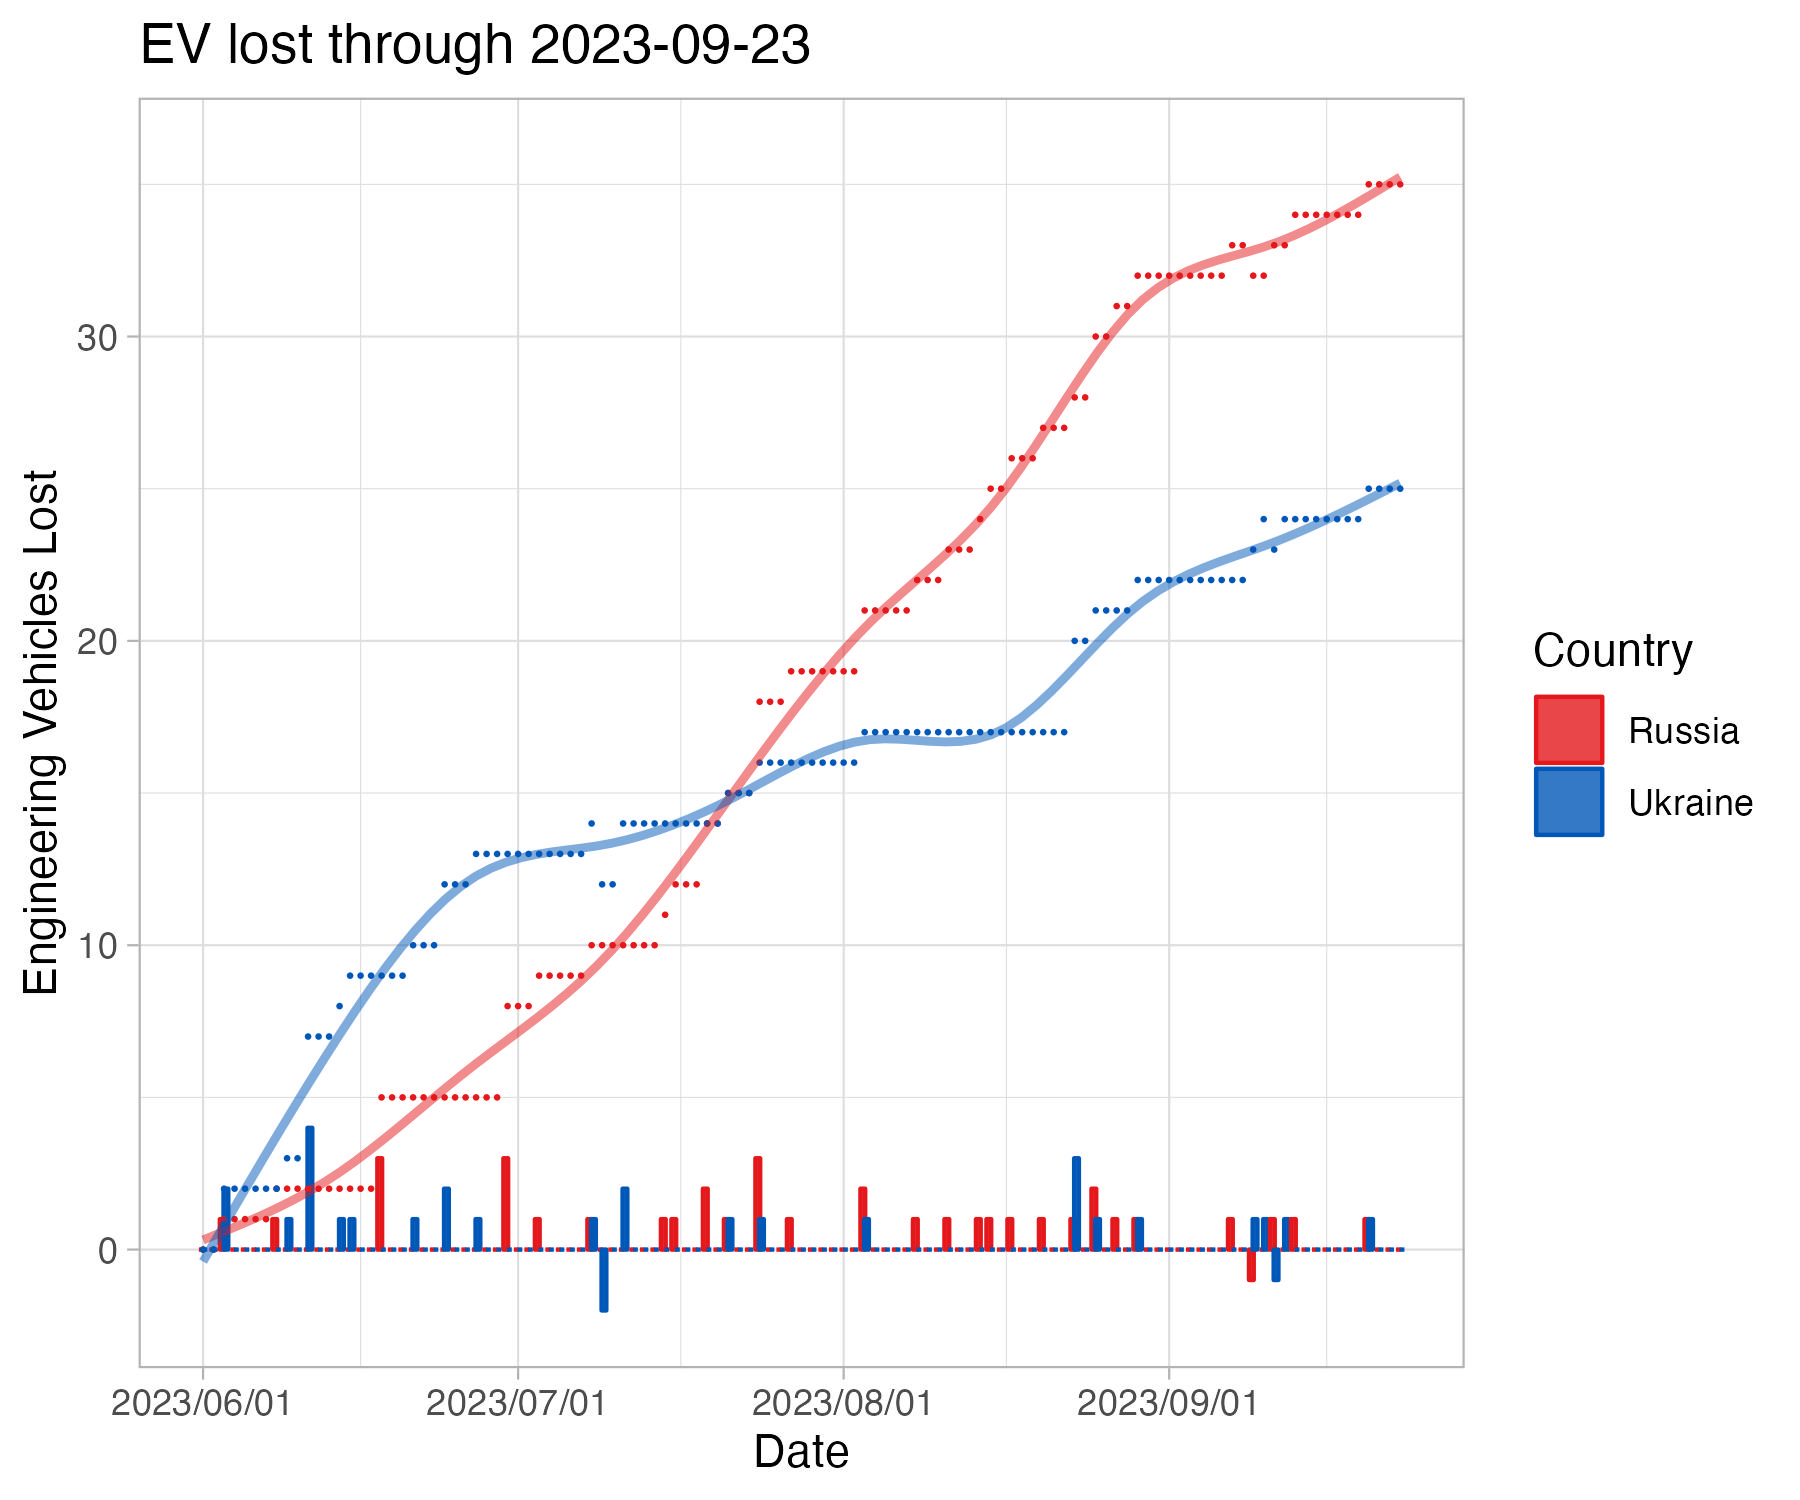 EV lost through 2023-09-23
Engineering Vehicles Lost
30
20
10
0
2023/06/01
2023/07/01
2023/08/01
2023/09/01
Date
Country
Russia
Ukraine